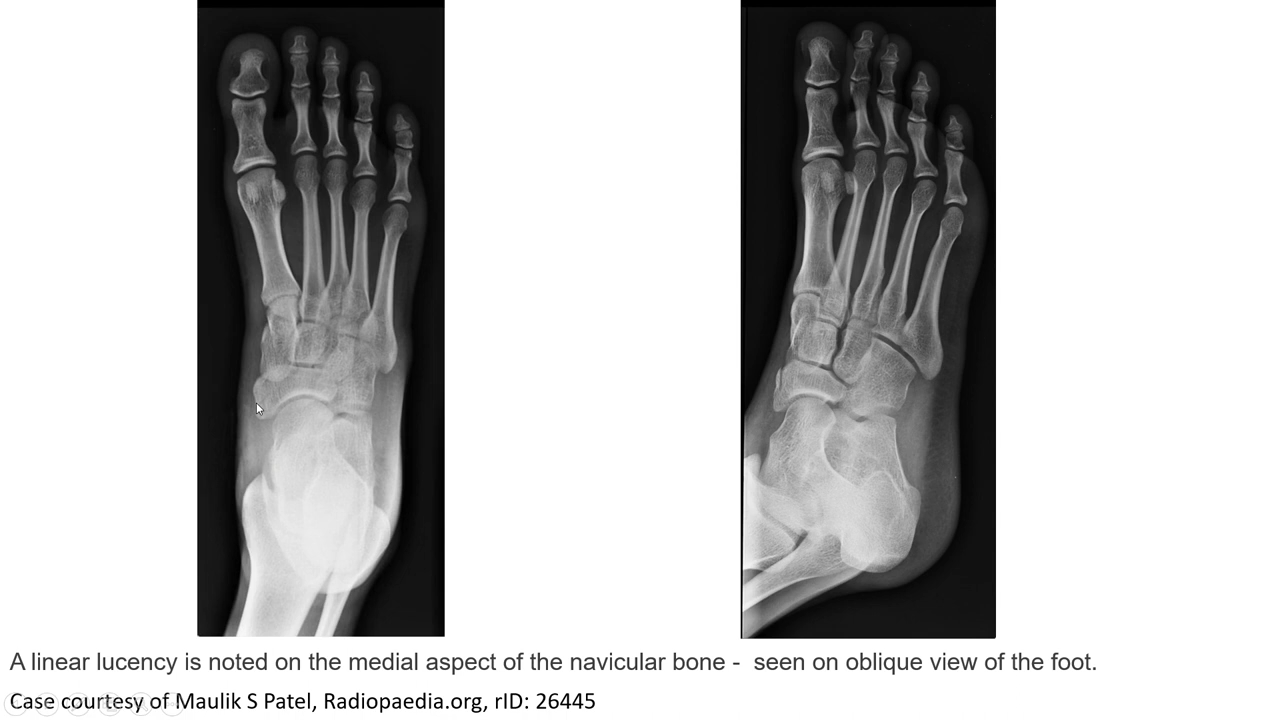 A linear lucency is noted on the medial aspect of the navicular bone -  seen on oblique view of the foot.
Case courtesy of Maulik S Patel, Radiopaedia.org, rID: 26445